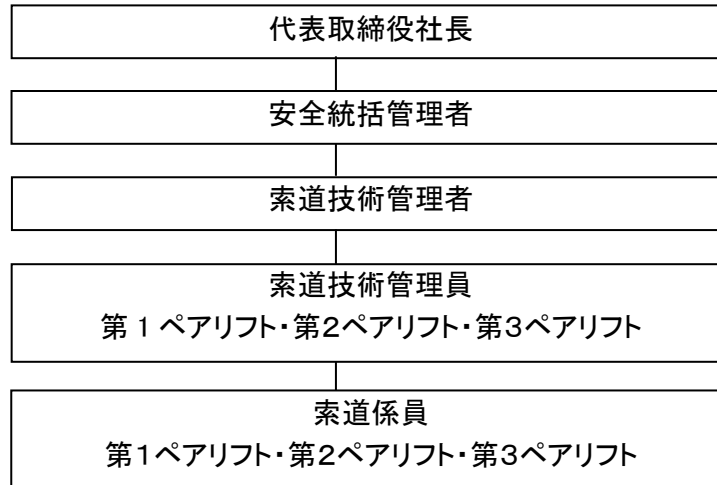 代表取締役社長
安全統括管理者
索道技術管理者
索道技術管理員
第 1 ペアリフト・第2ペアリフト・第3ペアリフト
索道係員
第1ペアリフト・第2ペアリフト・第3ペアリフト